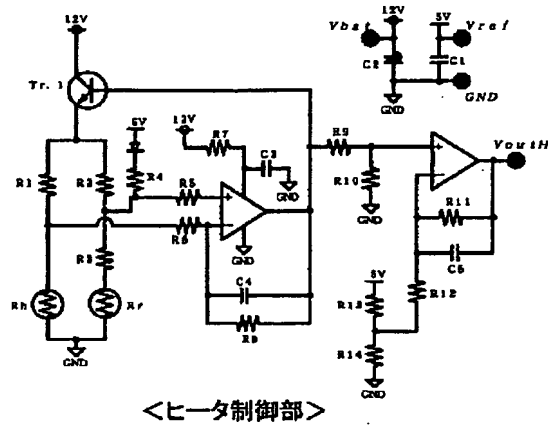 12V
Tr. 1
12V
5V
Vbat
Vref
C2
C1
GND
GND
5V
12V
R7
C3
GND
R1
R2
R4
R5
R6
GND
R9
R10
GND
VoutH
R11
C5
R12
R3
Rh
Rr
C4
R8
GND
5V
R13
R14
GND
<ヒータ制御部>